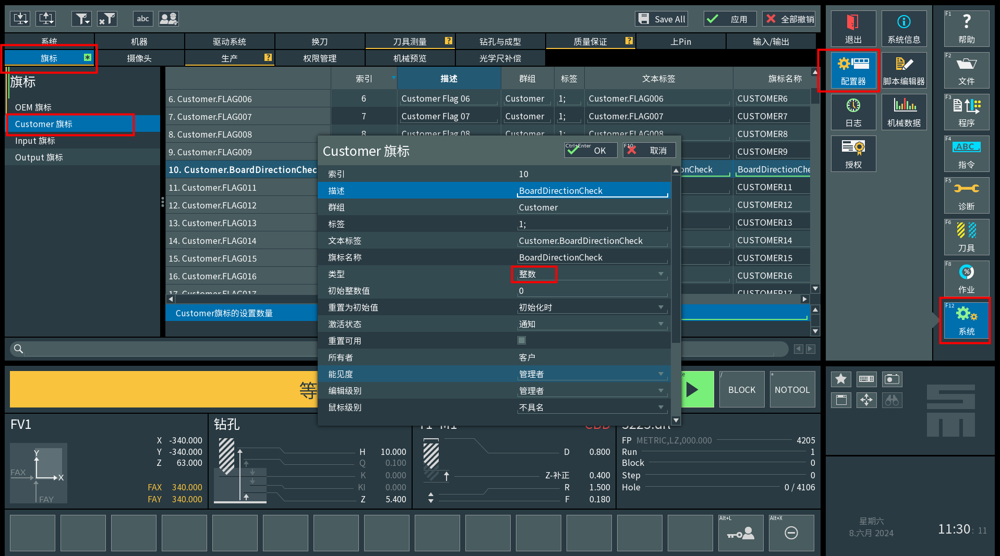 abc
Save All
应用
全部撤销
系统
机器
驱动系统
换刀
刀具测量 ?
钻孔与成型
质量保证 ?
上Pin
输入/输出
旗标 *
摄像头
生产 ?
权限管理
机械预览
光学尺补偿
旗标
OEM 旗标
Customer 旗标
Input 旗标
Output 旗标
索引 描述 群组 标签 文本标签 旗标名称
6. Customer.FLAG006 6 Customer Flag 06 Customer 1; Customer.FLAG006 CUSTOMER6
7. Customer.FLAG007 7 Customer Flag 07 Customer 1; Customer.FLAG007 CUSTOMER7
8. Customer.FLAG008 8 Customer Flag 08 Customer 1; Customer.FLAG008 CUSTOMER8
9. Customer.FLAG009 CUSTOMER9
10. Customer.BoardDirectionChec onCheck BoardDirectionChe
11. Customer.FLAG011 CUSTOMER11
12. Customer.FLAG012 CUSTOMER12
13. Customer.FLAG013 CUSTOMER13
14. Customer.FLAG014 CUSTOMER14
15. Customer.FLAG015 CUSTOMER15
16. Customer.FLAG016 CUSTOMER16
17. Customer.FLAG017 CUSTOMER17
Customer旗标的设置数量
Customer 旗标
Ctrl+Enter OK
F10 取消
索引 10
描述 BoardDirectionCheck
群组 Customer
标签 1;
文本标签 Customer.BoardDirectionCheck
旗标名称 BoardDirectionCheck
类型 整数
初始整数值 0
重置为初始值 初始化时
激活状态 通知
重置可用
所有者 客户
能见度 管理者
编辑级别 管理者
鼠标级别 不具名
退出
系统信息
配置器
脚本编辑器
日志
机械数据
授权
F1 帮助
F2 文件
F3 程序
F4 ABC 指令
F5 诊断
F6 刀具
F8 % 作业
F12 系统
等
/ BLOCK
* NOTOOL
FV1
X -340.000
Y -340.000
Z 63.000
FAX 340.000
FAY 340.000
Y
X
FAX
FAY
钻孔
H 10.000
Q 0.100
K 0.000
KI 0.000
Z 5.400
D 0.800
Z-补正 0.400
R 1.500
F 0.180
FP METRIC,LZ,000.000 4205
Run 1
Block 0
Step 0
Hole 0 / 4106
Alt+L
Alt+X
星期六
8.六月 2024
11:30 : 11